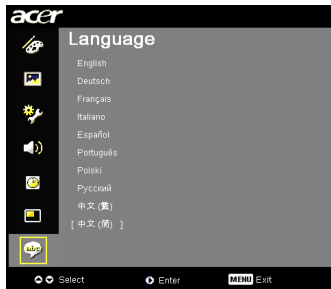 acer
Language
English
Deutsch
Français
Italiano
Español
Português
Polski
Русский
中文 (繁)
[ 中文 (简) ]
abc
Select Enter MENU Exit